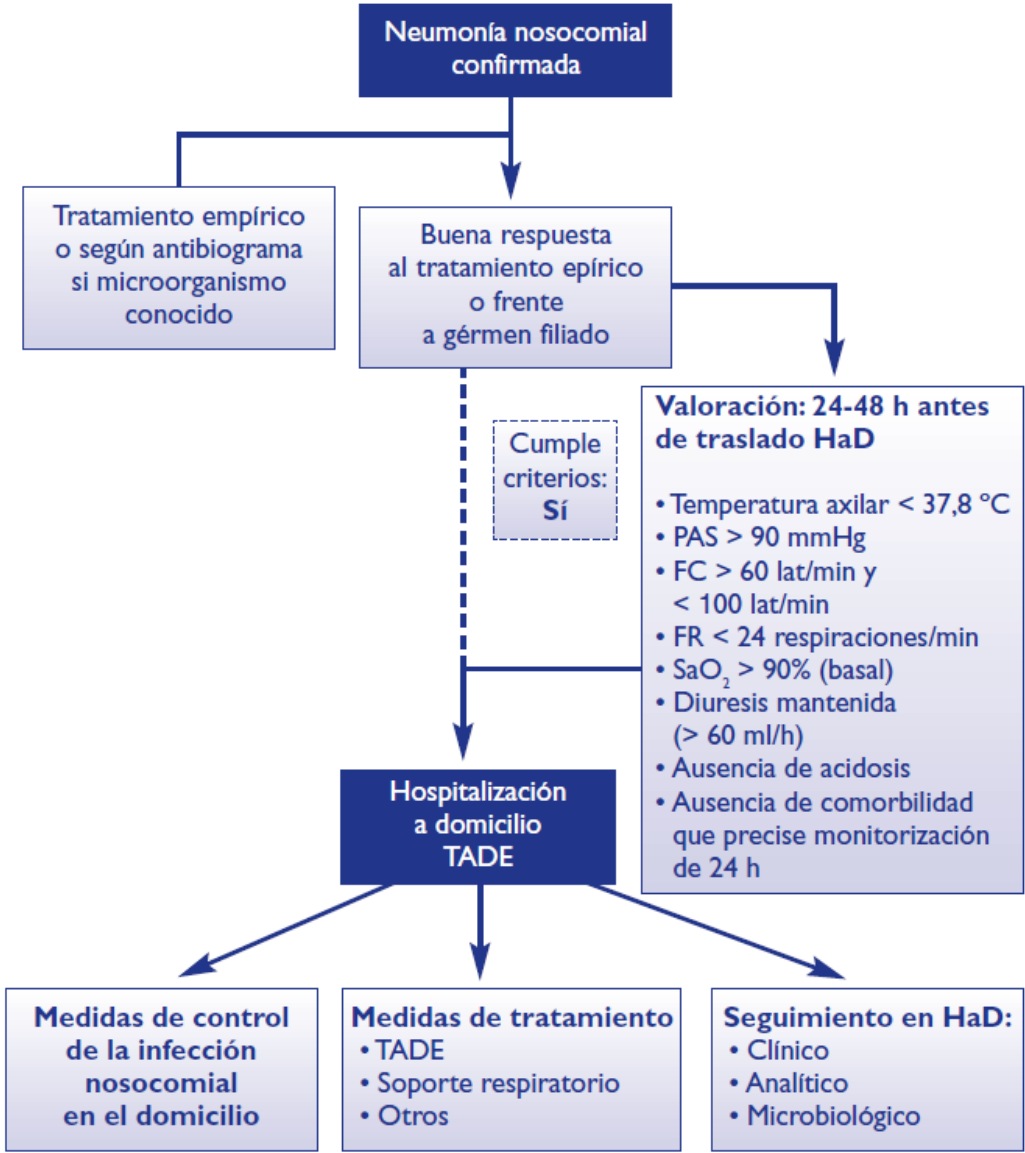 Neumonía nosocomial
confirmada
Tratamiento empírico
o según antibiograma
si microorganismo
conocido
Buena respuesta
al tratamiento epírico
o frente
a gérmen filiado
Cumple
criterios:
Sí
Valoración: 24-48 h antes
de traslado HaD
• Temperatura axilar < 37,8 ºC
• PAS > 90 mmHg
• FC > 60 lat/min y
< 100 lat/min
• FR < 24 respiraciones/min
• SaO2 > 90% (basal)
• Diuresis mantenida
(> 60 ml/h)
• Ausencia de acidosis
• Ausencia de comorbilidad
que precise monitorización
de 24 h
Hospitalización
a domicilio
TADE
Medidas de control
de la infección
nosocomial
en el domicilio
Medidas de tratamiento
• TADE
• Soporte respiratorio
• Otros
Seguimiento en HaD:
• Clínico
• Analítico
• Microbiológico